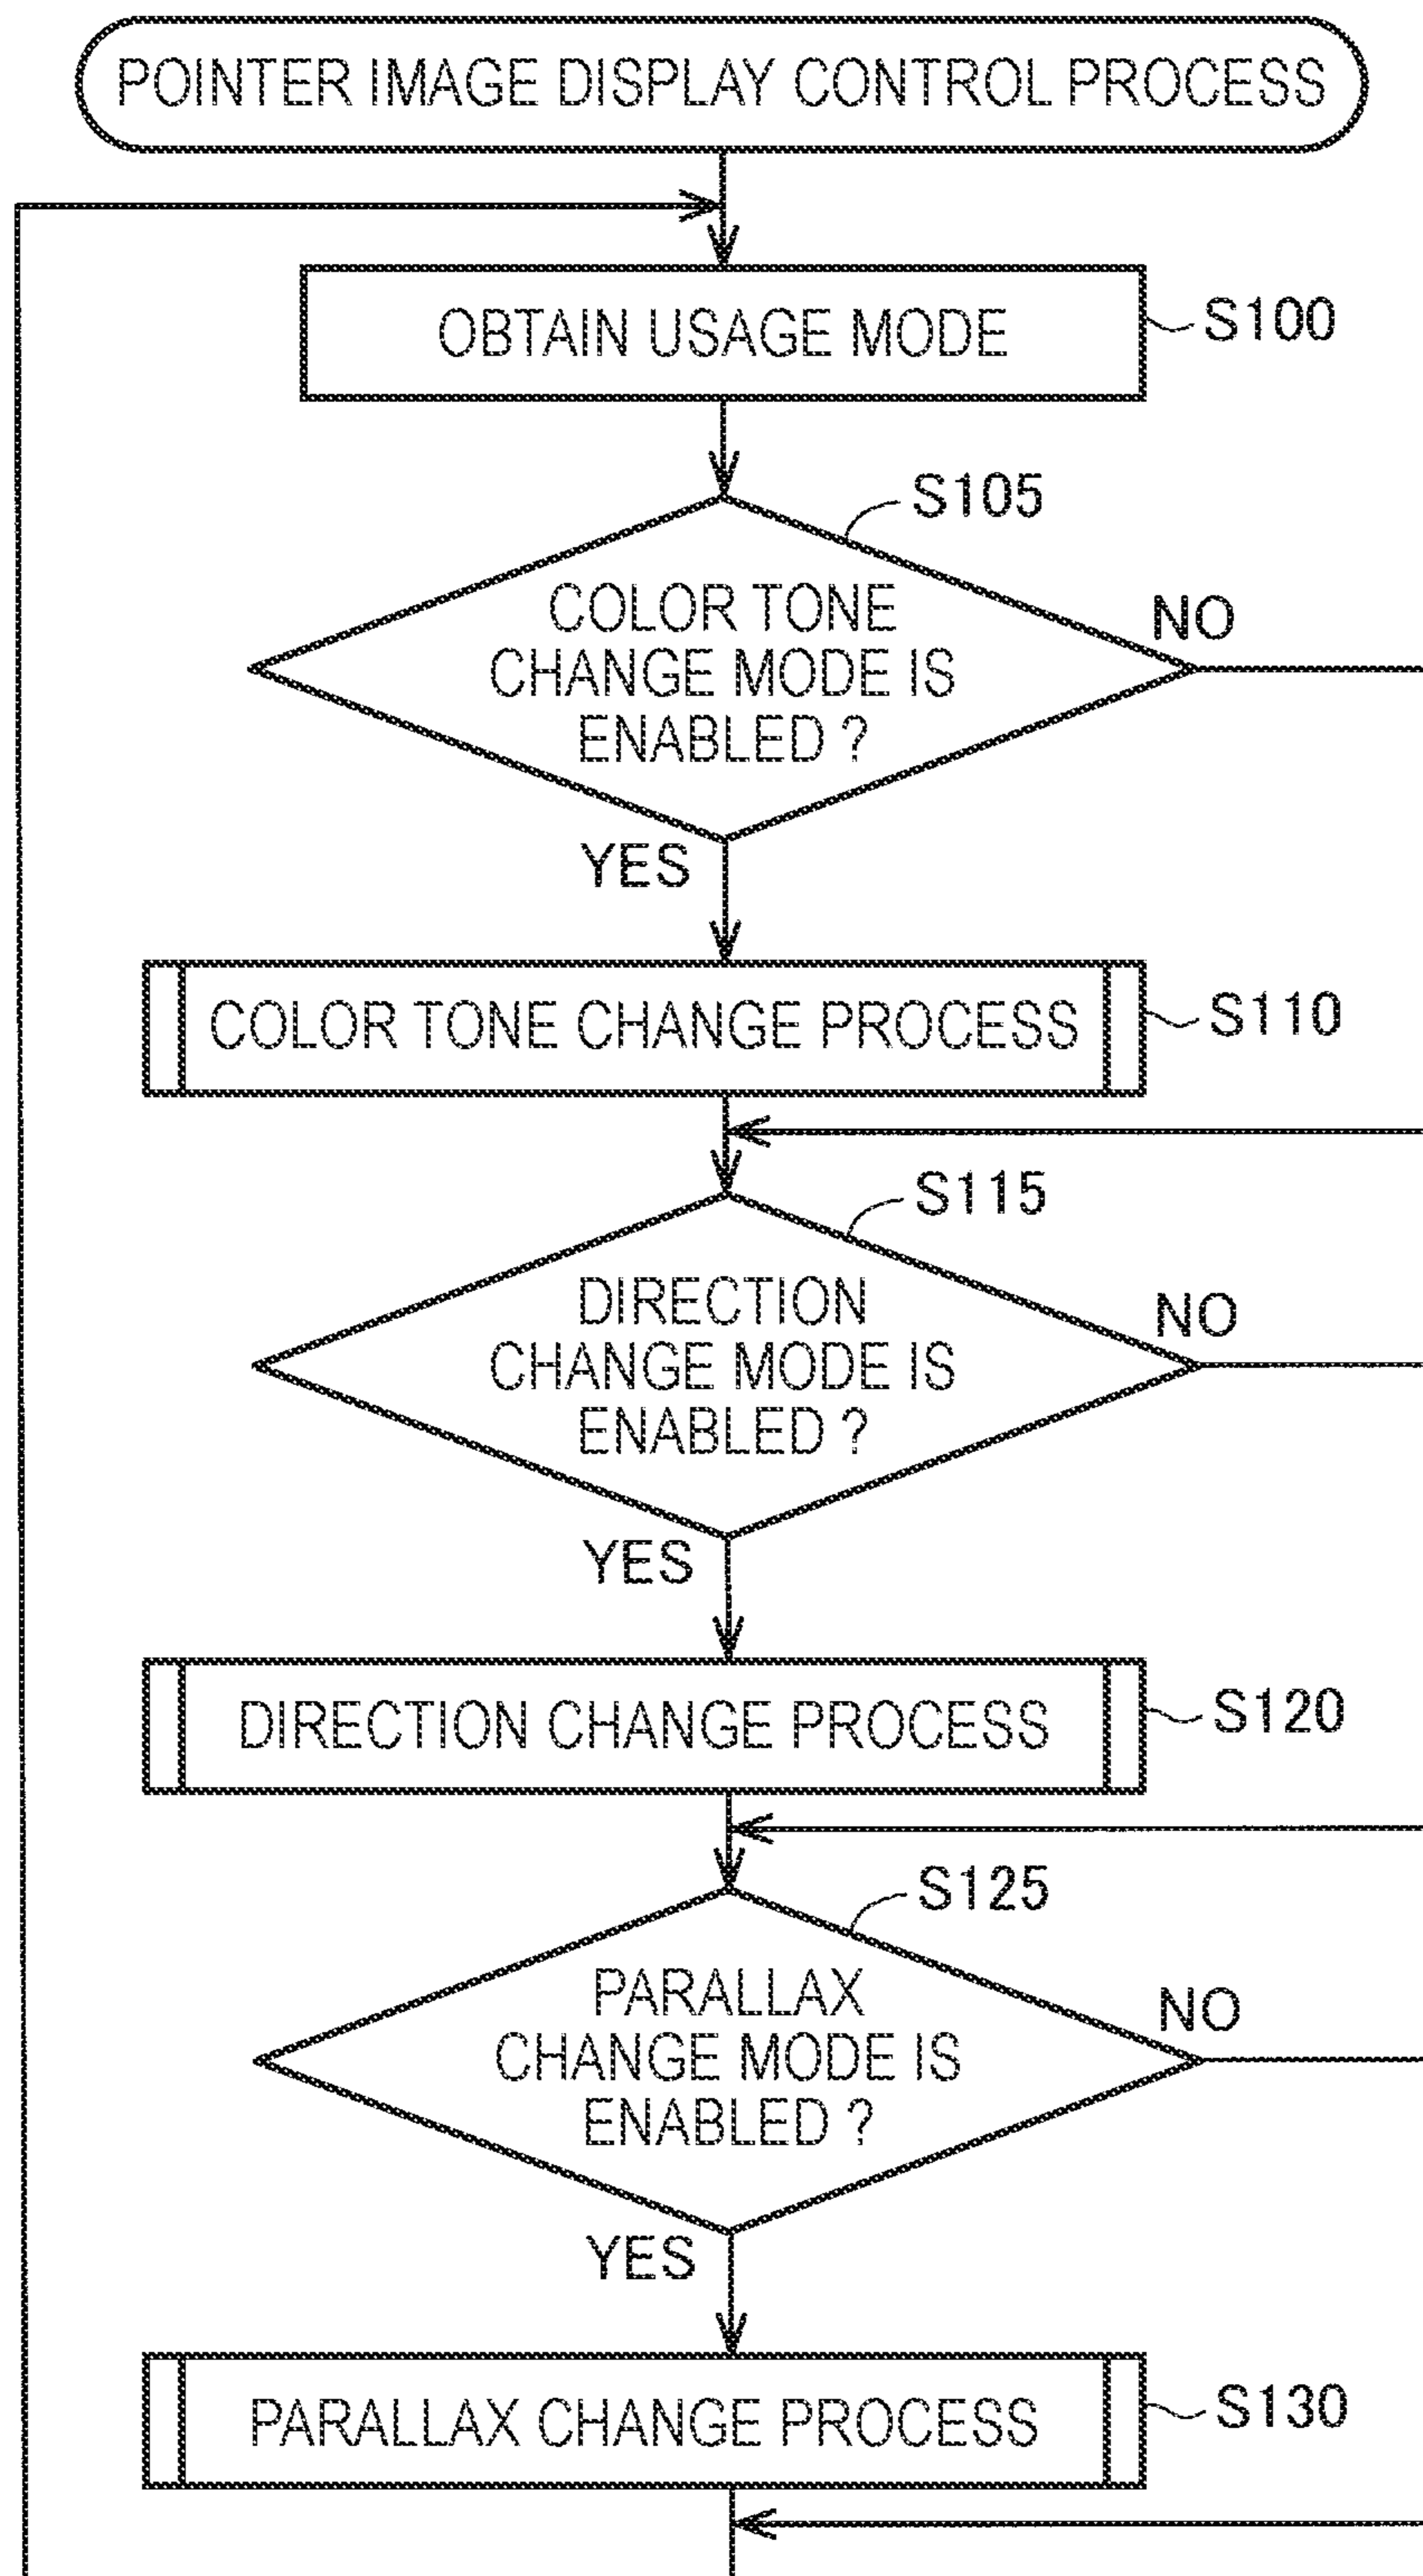 POINTER IMAGE DISPLAY CONTROL PROCESS
OBTAIN USAGE MODE
S100
S105
COLOR TONE
CHANGE MODE IS
ENABLED ?
NO
YES
COLOR TONE CHANGE PROCESS
S110
S115
DIRECTION
CHANGE MODE IS
ENABLED ?
NO
YES
DIRECTION CHANGE PROCESS
S120
S125
PARALLAX
CHANGE MODE IS
ENABLED ?
NO
YES
PARALLAX CHANGE PROCESS
S130